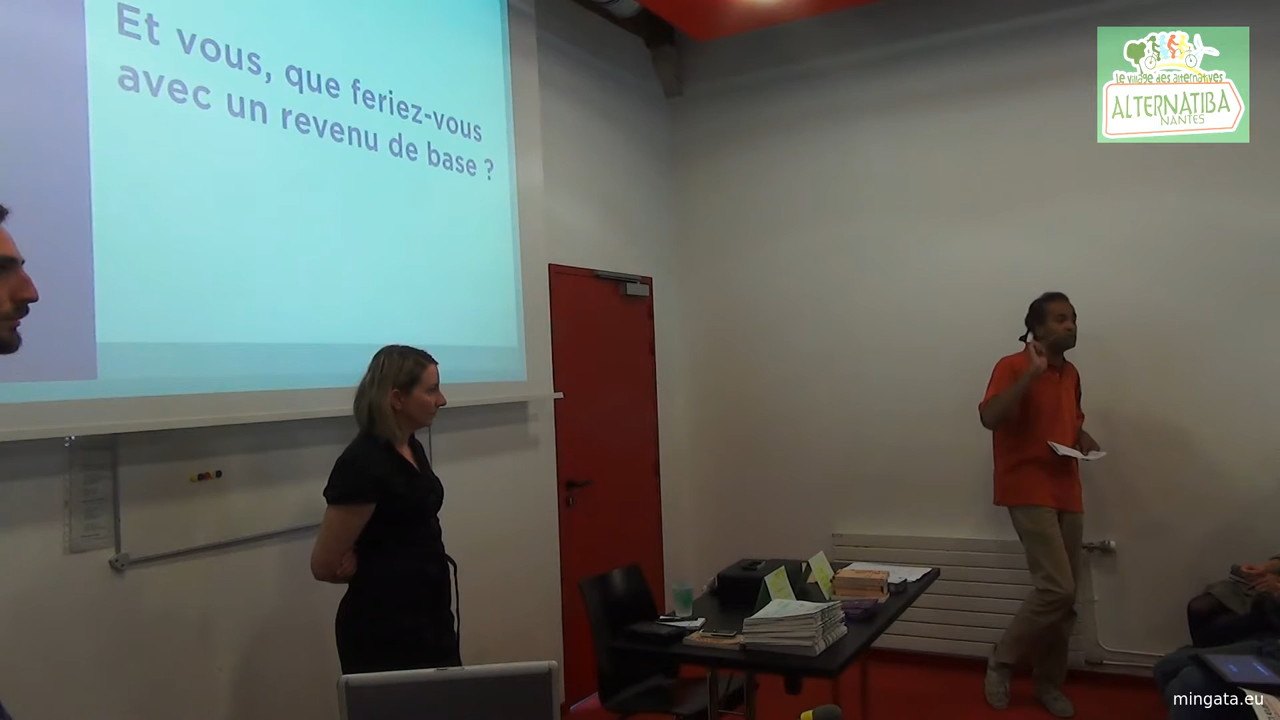 Et vous, que feriez-vous
avec un revenu de base ?
le village des alternatives
ALTERNATIBA
NANTES
mingata.eu